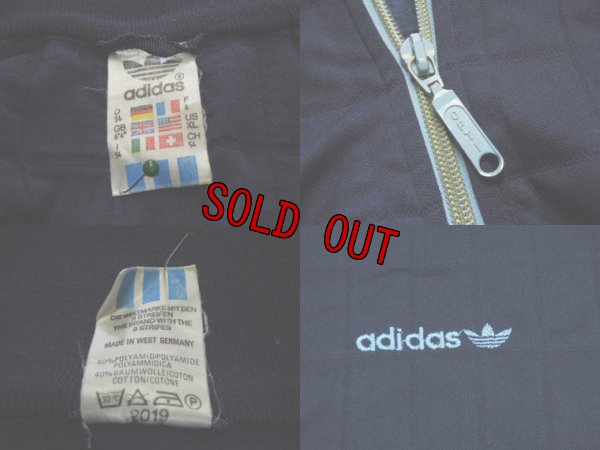 adidas
®
D
54
GB
F
US
XL
CH
54
I
54
OPTI
SOLD OUT
DIE WELTMARKE MIT DEN
3 STREIFEN
THE BRAND WITH THE
3 STRIPES
MADE IN WEST GERMANY
60% POLYAMID/POLYAMIDE
POLYAMMIDICA
40% BAUMWOLLE/COTON
COTTON/COTONE
30°C
P
2019
adidas